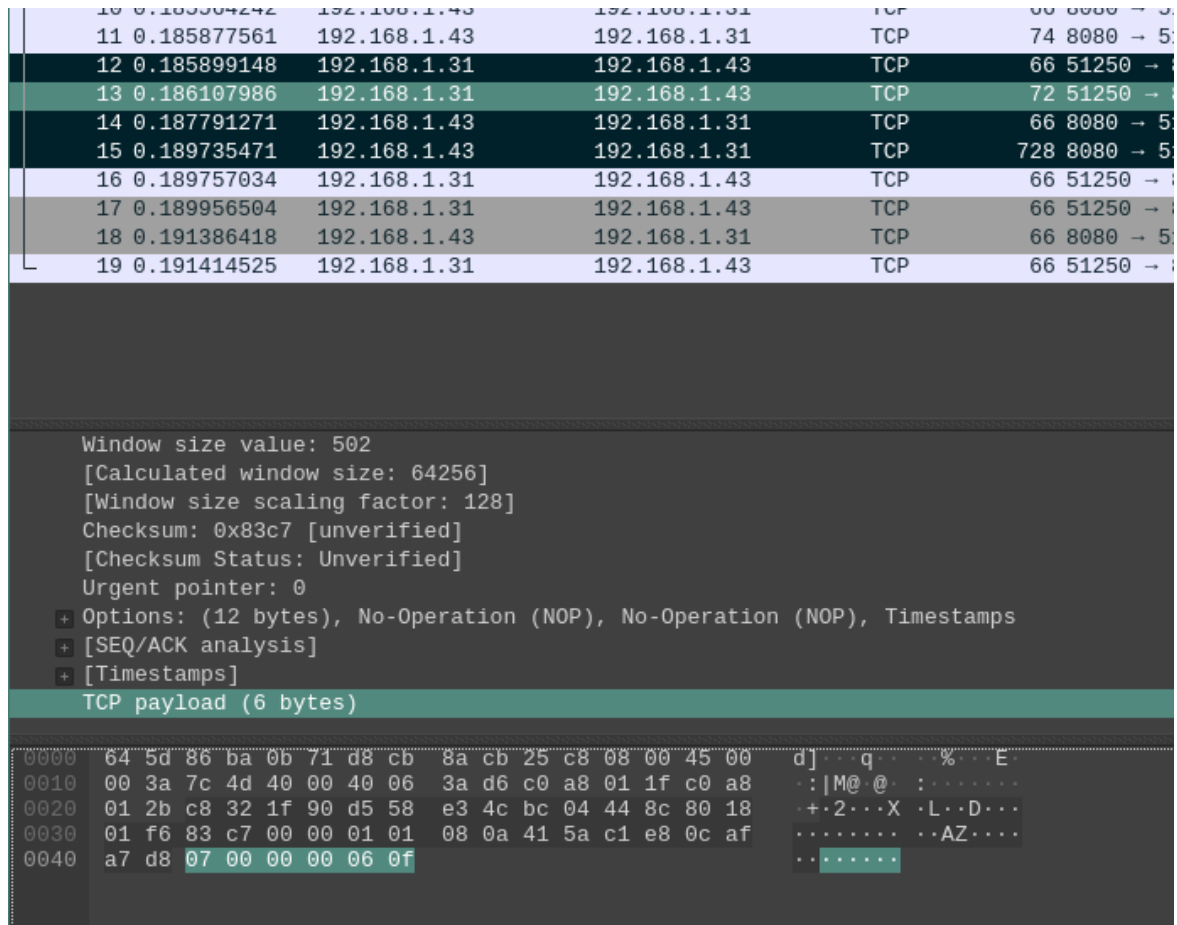 11 0.185877561 192.168.1.43 192.168.1.31 TCP 74 8080 →
12 0.185899148 192.168.1.31 192.168.1.43 TCP 66 51250 →
13 0.186107986 192.168.1.31 192.168.1.43 TCP 72 51250 →
14 0.187791271 192.168.1.43 192.168.1.31 TCP 66 8080 →
15 0.189735471 192.168.1.43 192.168.1.31 TCP 728 8080 →
16 0.189757034 192.168.1.31 192.168.1.43 TCP 66 51250 →
17 0.189956504 192.168.1.31 192.168.1.43 TCP 66 51250 →
18 0.191386418 192.168.1.43 192.168.1.31 TCP 66 8080 →
19 0.191414525 192.168.1.31 192.168.1.43 TCP 66 51250 →
Window size value: 502
[Calculated window size: 64256]
[Window size scaling factor: 128]
Checksum: 0x83c7 [unverified]
[Checksum Status: Unverified]
Urgent pointer: 0
Options: (12 bytes), No-Operation (NOP), No-Operation (NOP), Timestamps
[SEQ/ACK analysis]
[Timestamps]
TCP payload (6 bytes)
0000 64 5d 86 ba 0b 71 d8 cb 8a cb 25 c8 08 00 45 00 d]···q·· ··%···E·
0010 00 3a 7c 4d 40 00 40 06 3a d6 c0 a8 01 1f c0 a8 ·:|M@·@· :·······
0020 01 2b c8 32 1f 90 d5 58 e3 4c bc 04 44 8c 80 18 ·+·2···X ·L··D···
0030 01 f6 83 c7 00 00 01 01 08 0a 41 5a c1 e8 0c af ········ ··AZ····
0040 a7 d8 07 00 00 00 06 0f ········